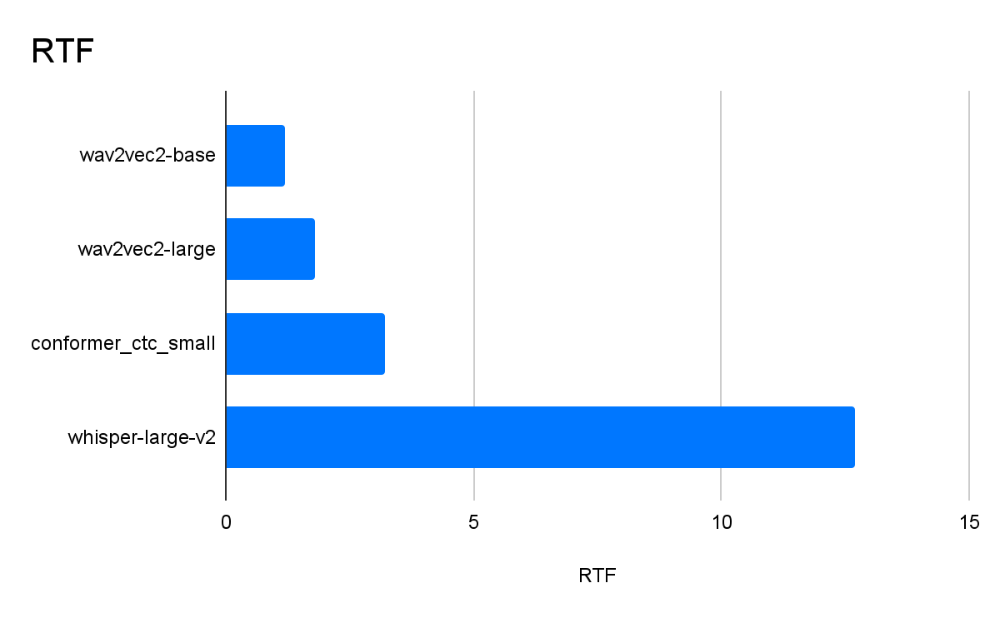 RTF
wav2vec2-base
wav2vec2-large
conformer_ctc_small
whisper-large-v2
0 5 10 15
RTF